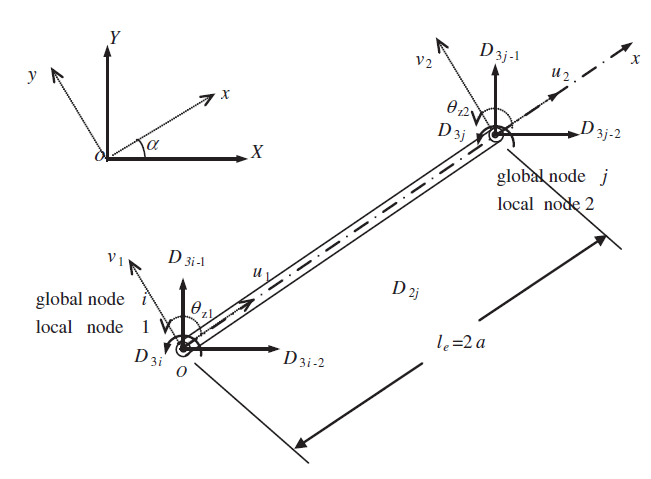 Y
y
x
α
o
X
v2
D3j-1
u2
x
θz2
D3j
D3j-2
global node j
local node 2
v1
D3i-1
u1
global node i
θz1
local node 1
D2j
D3i
o
D3i-2
le=2a